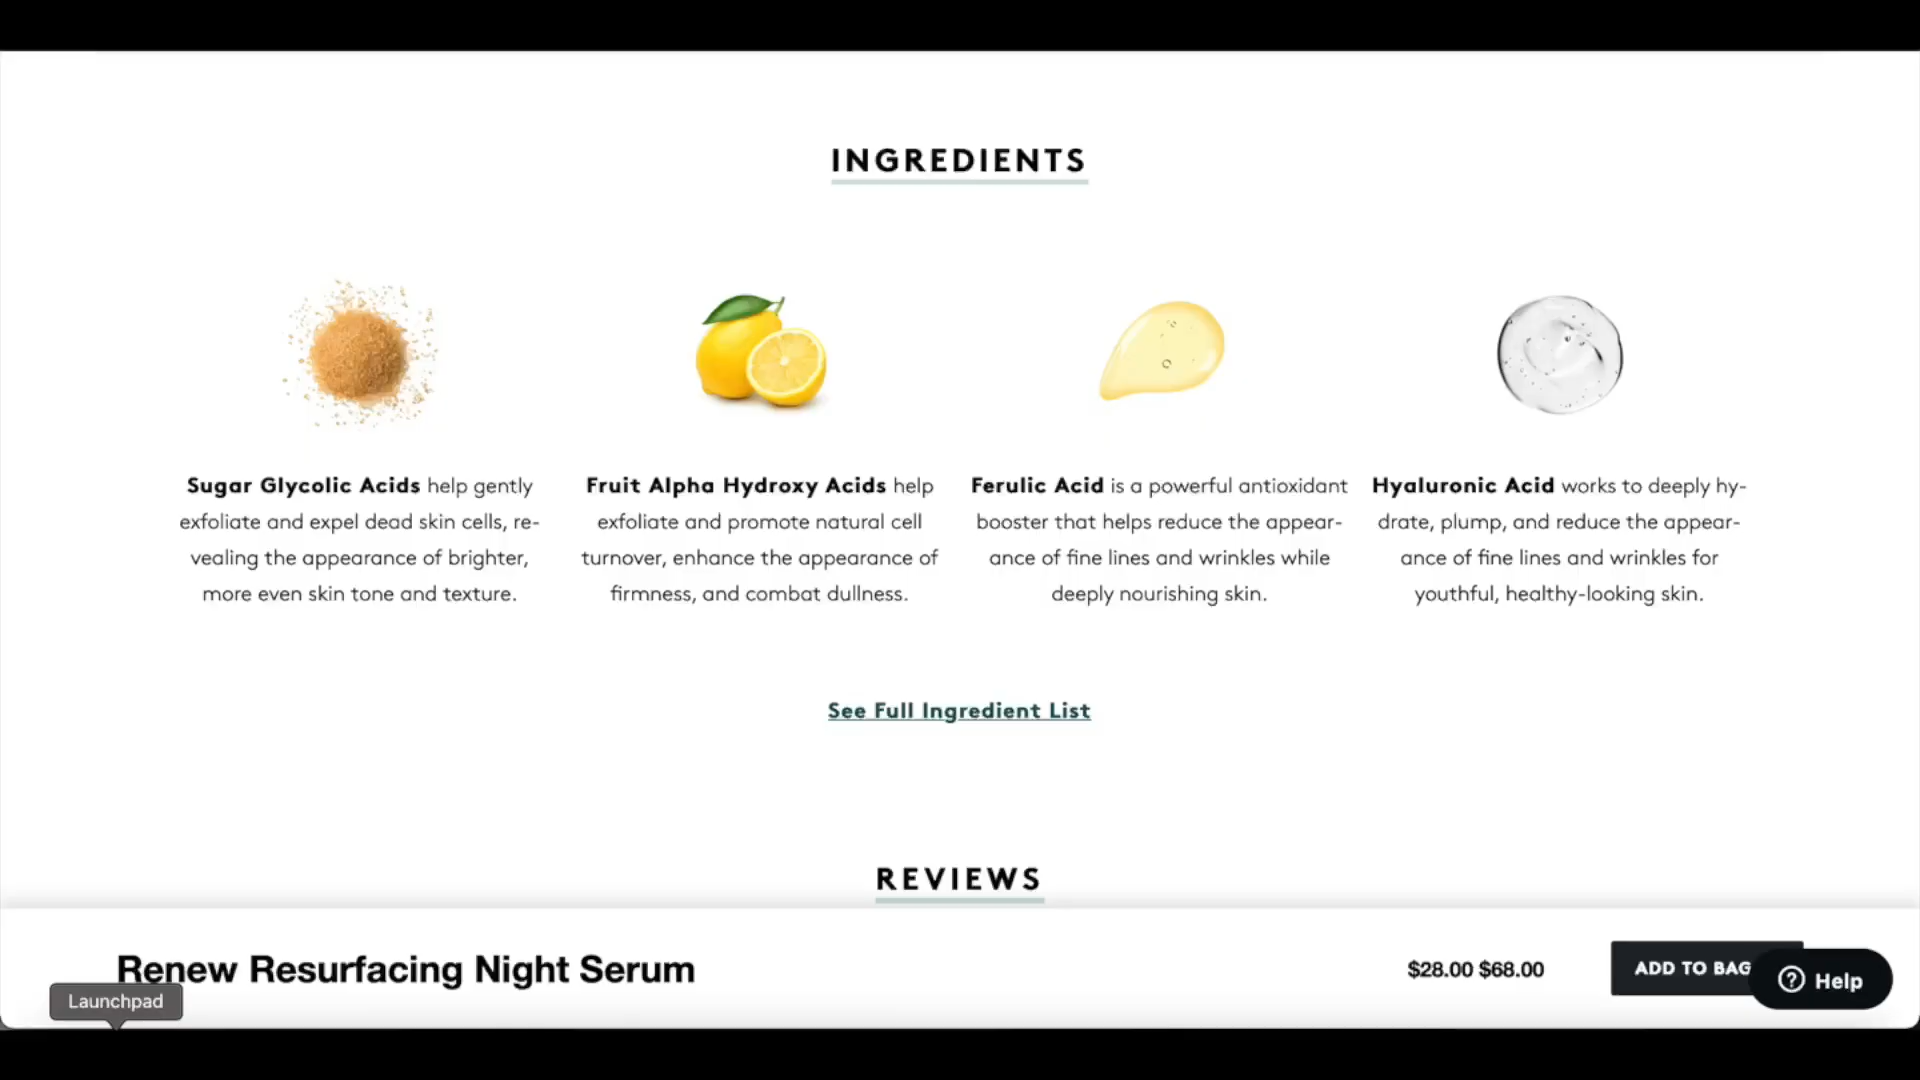 INGREDIENTS
Sugar Glycolic Acids help gently
exfoliate and expel dead skin cells, re-
vealing the appearance of brighter,
more even skin tone and texture.
Fruit Alpha Hydroxy Acids help
exfoliate and promote natural cell
turnover, enhance the appearance of
firmness, and combat dullness.
Ferulic Acid is a powerful antioxidant
booster that helps reduce the appear-
ance of fine lines and wrinkles while
deeply nourishing skin.
Hyaluronic Acid works to deeply hy-
drate, plump, and reduce the appear-
ance of fine lines and wrinkles for
youthful, healthy-looking skin.
See Full Ingredient List
REVIEWS
Renew Resurfacing Night Serum
$28.00 $68.00
ADD TO BAG
Help
Launchpad